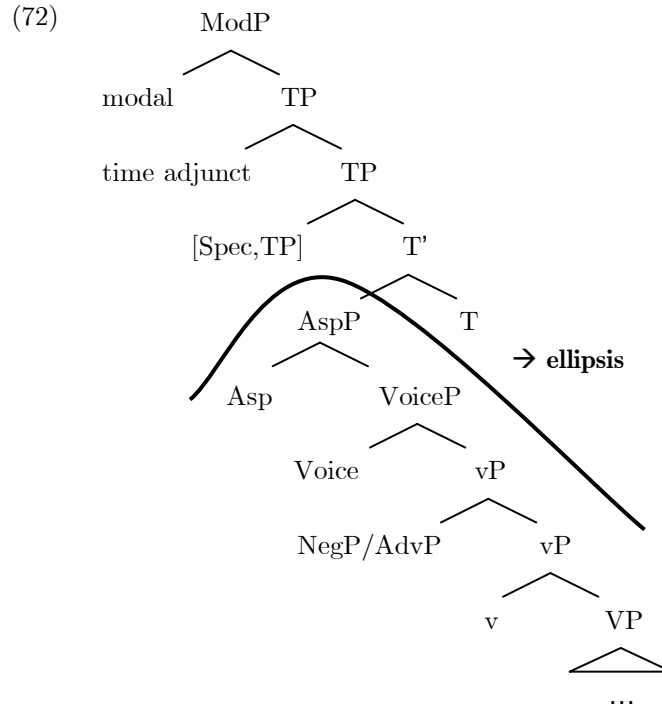 (72)
ModP
modal TP
time adjunct TP
[Spec,TP] T'
AspP T
→ ellipsis
Asp VoiceP
Voice vP
NegP/AdvP vP
v VP
...